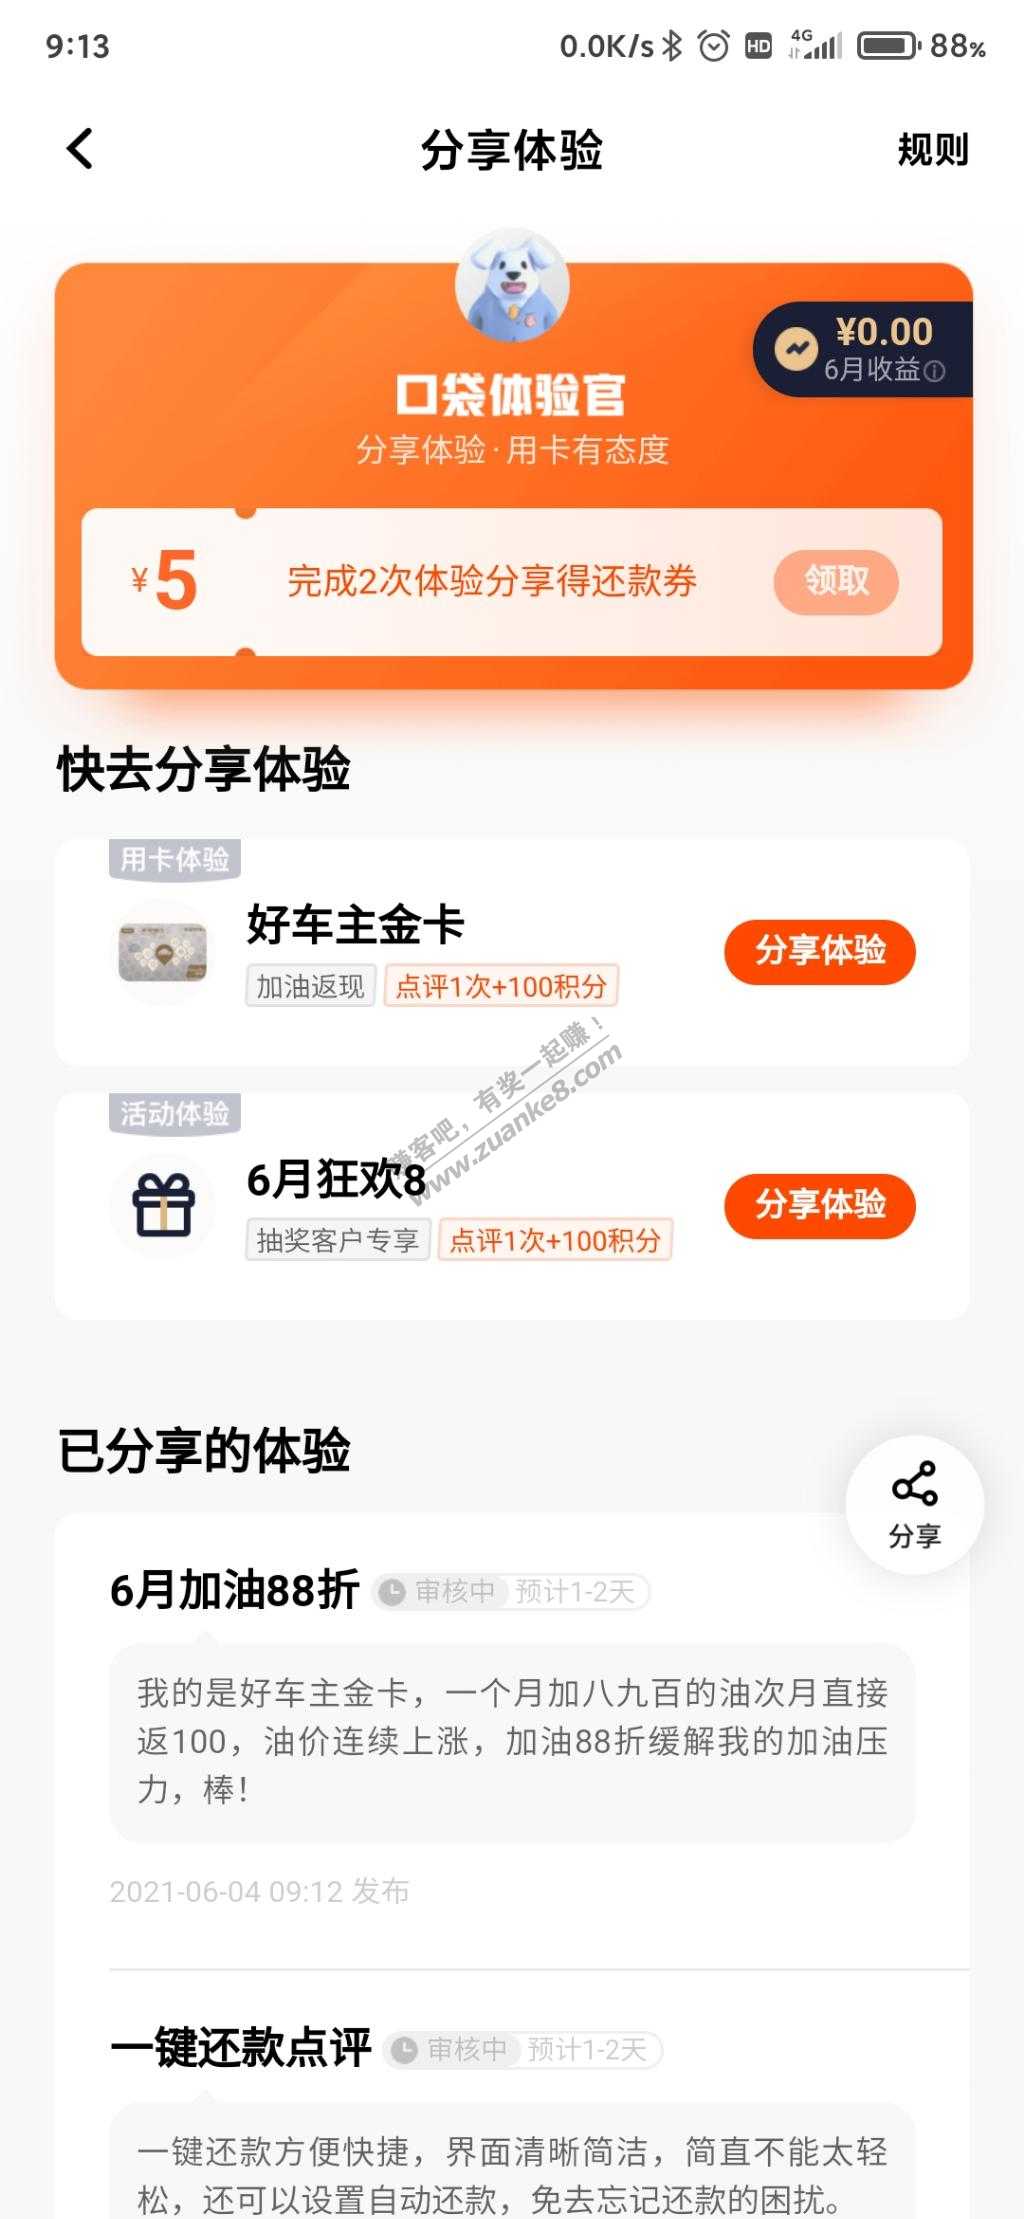 9:13
0.0K/s HD 4G 88%
分享体验
规则
¥0.00
6月收益
口袋体验官
分享体验·用卡有态度
¥5 完成2次体验分享得还款券 领取
快去分享体验
用卡体验
好车主金卡
加油返现 点评1次+100积分
分享体验
赚客吧，有奖一起赚！
www.zuanke8.com
活动体验
6月狂欢8
抽奖客户专享 点评1次+100积分
分享体验
已分享的体验
分享
6月加油88折 审核中 预计1-2天
我的是好车主金卡，一个月加八九百的油次月直接
返100，油价连续上涨，加油88折缓解我的加油压
力，棒！
2021-06-04 09:12 发布
一键还款点评 审核中 预计1-2天
一键还款方便快捷，界面清晰简洁，简直不能太轻
松，还可以设置自动还款，免去忘记还款的困扰。